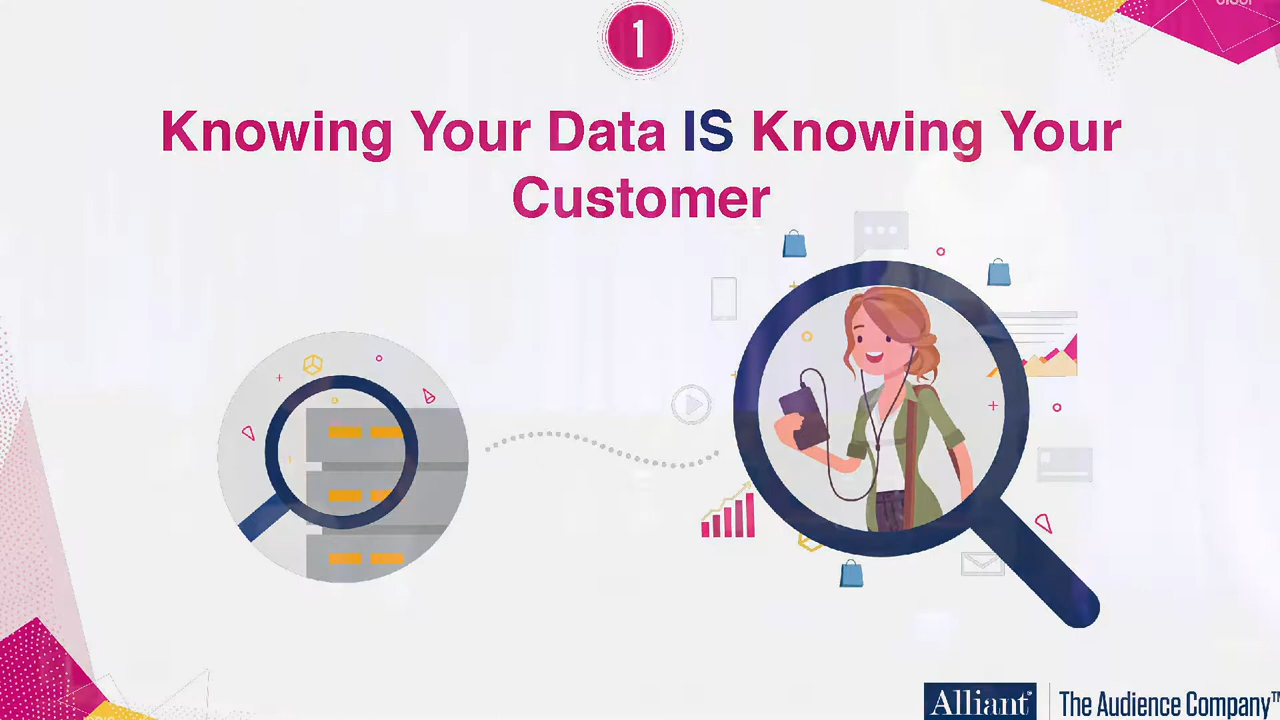 1
Knowing Your Data IS Knowing Your
Customer
Alliant®
The Audience Company™